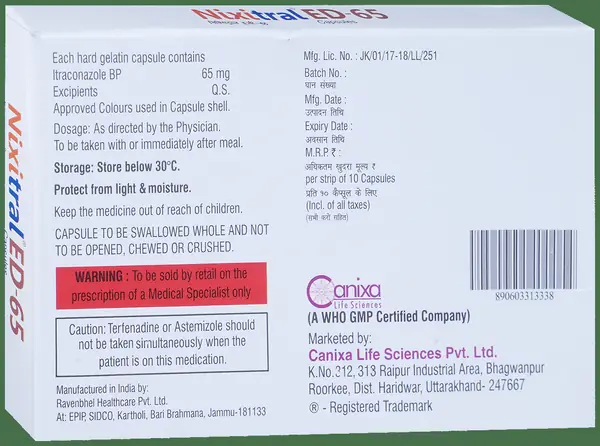 Nixitral ED-65
Capsules
Each hard gelatin capsule contains
Itraconazole BP 65 mg
Excipients Q.S.
Approved Colours used in Capsule shell.
Dosage: As directed by the Physician.
To be taken with or immediately after meal.
Storage: Store below 30°C.
Protect from light & moisture.
Keep the medicine out of reach of children.
CAPSULE TO BE SWALLOWED WHOLE AND NOT
TO BE OPENED, CHEWED OR CRUSHED.
WARNING : To be sold by retail on the
prescription of a Medical Specialist only
Caution: Terfenadine or Astemizole should
not be taken simultaneously when the
patient is on this medication.
Manufactured in India by:
Ravenbhel Healthcare Pvt. Ltd.
At: EPIP, SIDCO, Kartholi, Bari Brahmana, Jammu-181133
Mfg. Lic. No. : JK/01/17-18/LL/251
Batch No. :
घान संख्या
Mfg. Date :
उत्पादन तिथि
Expiry Date :
अवसान तिथि
M.R.P. ₹ :
अधिकतम खुदरा मूल्य ₹
per strip of 10 Capsules
प्रति १० कैप्सूल के लिए
(Incl. of all taxes)
(सभी करों सहित)
Canixa
Life Sciences
(A WHO GMP Certified Company)
Marketed by:
Canixa Life Sciences Pvt. Ltd.
K.No.312, 313 Raipur Industrial Area, Bhagwanpur
Roorkee, Dist. Haridwar, Uttarakhand- 247667
® - Registered Trademark
890603313338
Nixitral® ED-65
Capsules